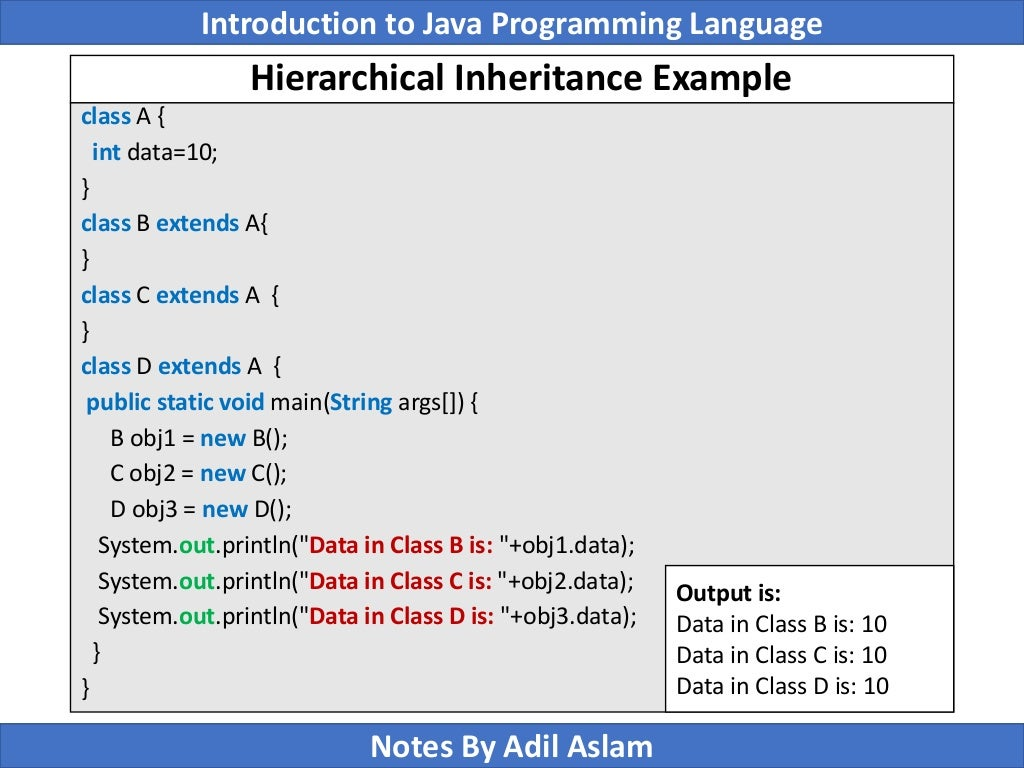 Introduction to Java Programming Language
Hierarchical Inheritance Example
class A {
int data=10;
}
class B extends A{
}
class C extends A  {
}
class D extends A  {
public static void main(String args[]) {
B obj1 = new B();
C obj2 = new C();
D obj3 = new D();
System.out.println("Data in Class B is: "+obj1.data);
System.out.println("Data in Class C is: "+obj2.data);
System.out.println("Data in Class D is: "+obj3.data);
}
}
Output is:
Data in Class B is: 10
Data in Class C is: 10
Data in Class D is: 10
Notes By Adil Aslam